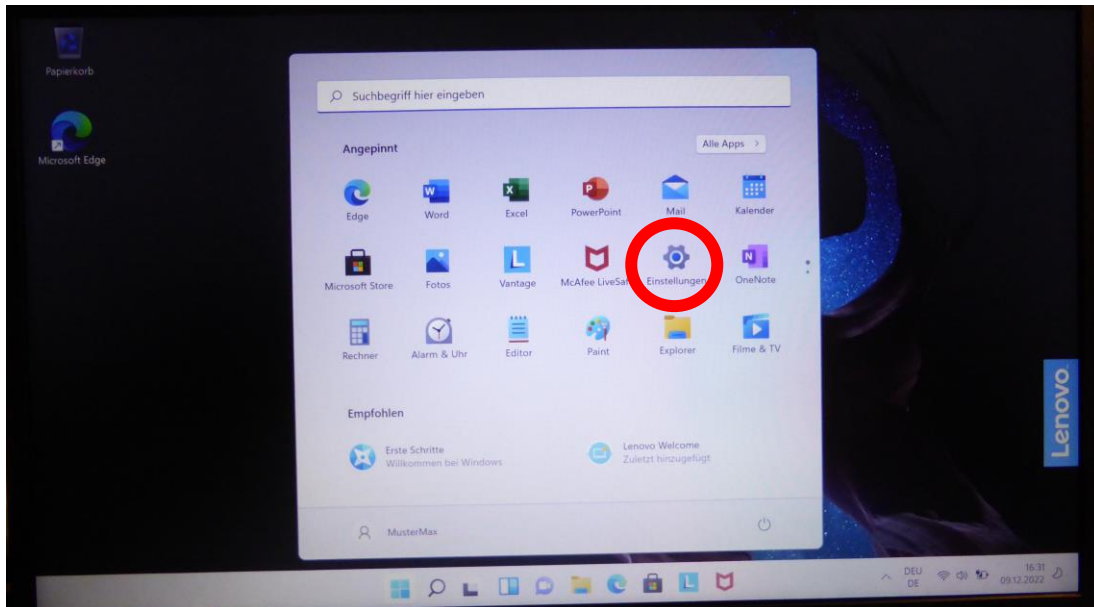 Papierkorb
Microsoft Edge
Suchbegriff hier eingeben
Angepinnt
Alle Apps >
Edge
Word
Excel
PowerPoint
Mail
Kalender
Microsoft Store
Fotos
Vantage
McAfee LiveSaf
Einstellungen
OneNote
Rechner
Alarm & Uhr
Editor
Paint
Explorer
Filme & TV
Empfohlen
Erste Schritte
Willkommen bei Windows
Lenovo Welcome
Zuletzt hinzugefügt
MusterMax
Lenovo.
DEU
DE
16:31
09.12.2022